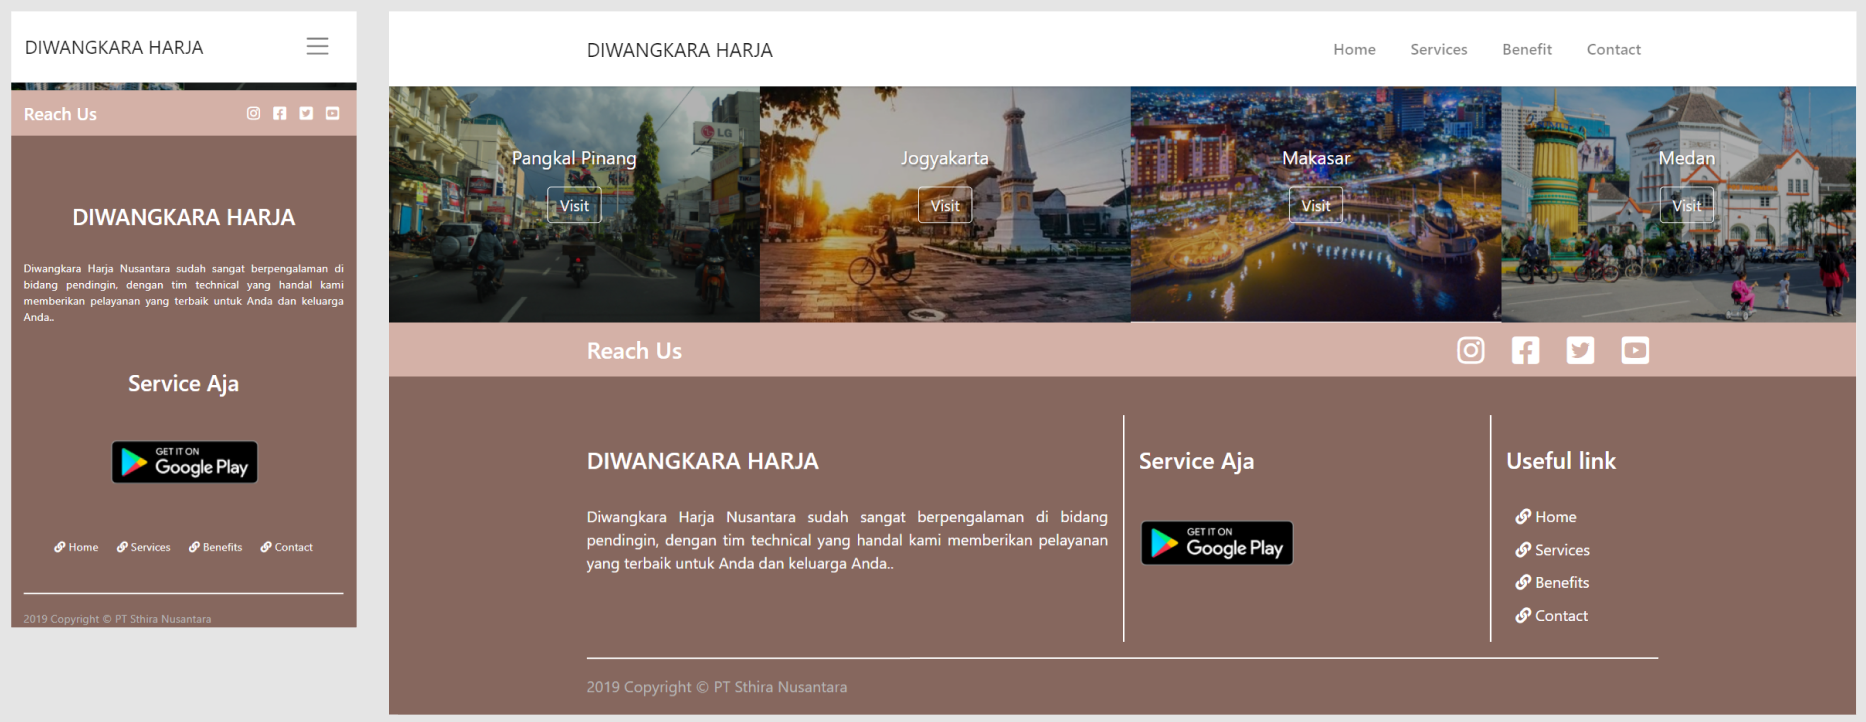 DIWANGKARA HARJA
Reach Us
DIWANGKARA HARJA
Diwangkara Harja Nusantara sudah sangat berpengalaman di
bidang pendingin, dengan tim technical yang handal kami
memberikan pelayanan yang terbaik untuk Anda dan keluarga
Anda..
Service Aja
GET IT ON
Google Play
Home Services Benefits Contact
2019 Copyright © PT Sthira Nusantara
DIWANGKARA HARJA
Home Services Benefit Contact
LG
Pangkal Pinang
Visit
Jogyakarta
Visit
Makasar
Visit
Medan
Visit
Reach Us
DIWANGKARA HARJA
Diwangkara Harja Nusantara sudah sangat berpengalaman di bidang
pendingin, dengan tim technical yang handal kami memberikan pelayanan
yang terbaik untuk Anda dan keluarga Anda..
Service Aja
GET IT ON
Google Play
Useful link
Home
Services
Benefits
Contact
2019 Copyright © PT Sthira Nusantara